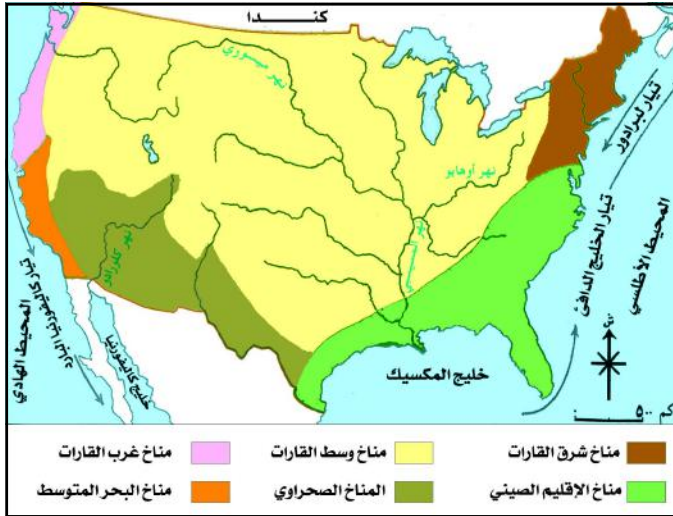 كندا
نهر ميسوري
نهر أوهايو
تيار لبرادور
تيار الخليج الدافئ
المحيط الأطلسي
نهر كلورادو
تيار كاليفورنيا البارد
المحيط الهادي
خليج كاليفورنيا
خليج المكسيك
٥٠٠ كم
مناخ شرق القارات
مناخ وسط القارات
مناخ غرب القارات
مناخ الإقليم الصيني
المناخ الصحراوي
مناخ البحر المتوسط